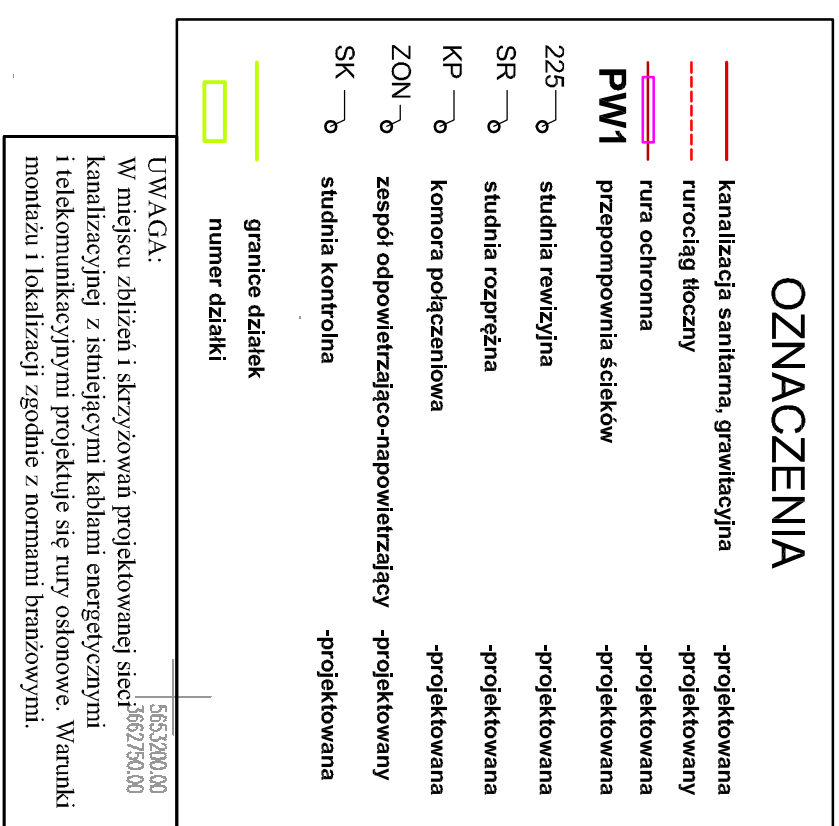 OZNACZENIA
kanalizacja sanitarna, grawitacyjna -projektowana
rurociąg tłoczny -projektowany
rura ochronna -projektowana
PW1 przepompownia ścieków -projektowana
225 studnia rewizyjna -projektowana
SR studnia rozprężna -projektowana
KP komora połączeniowa -projektowana
ZON zespół odpowietrzająco-napowietrzający -projektowany
SK studnia kontrolna -projektowana
granice działek
numer działki
UWAGA:
W miejscu zbliżeń i skrzyżowań projektowanej sieci
kanalizacyjnej z istniejącymi kablami energetycznymi
i telekomunikacyjnymi projektuje się rury osłonowe. Warunki
montażu i lokalizacji zgodnie z normami branżowymi.
5653200.00
3662750.00